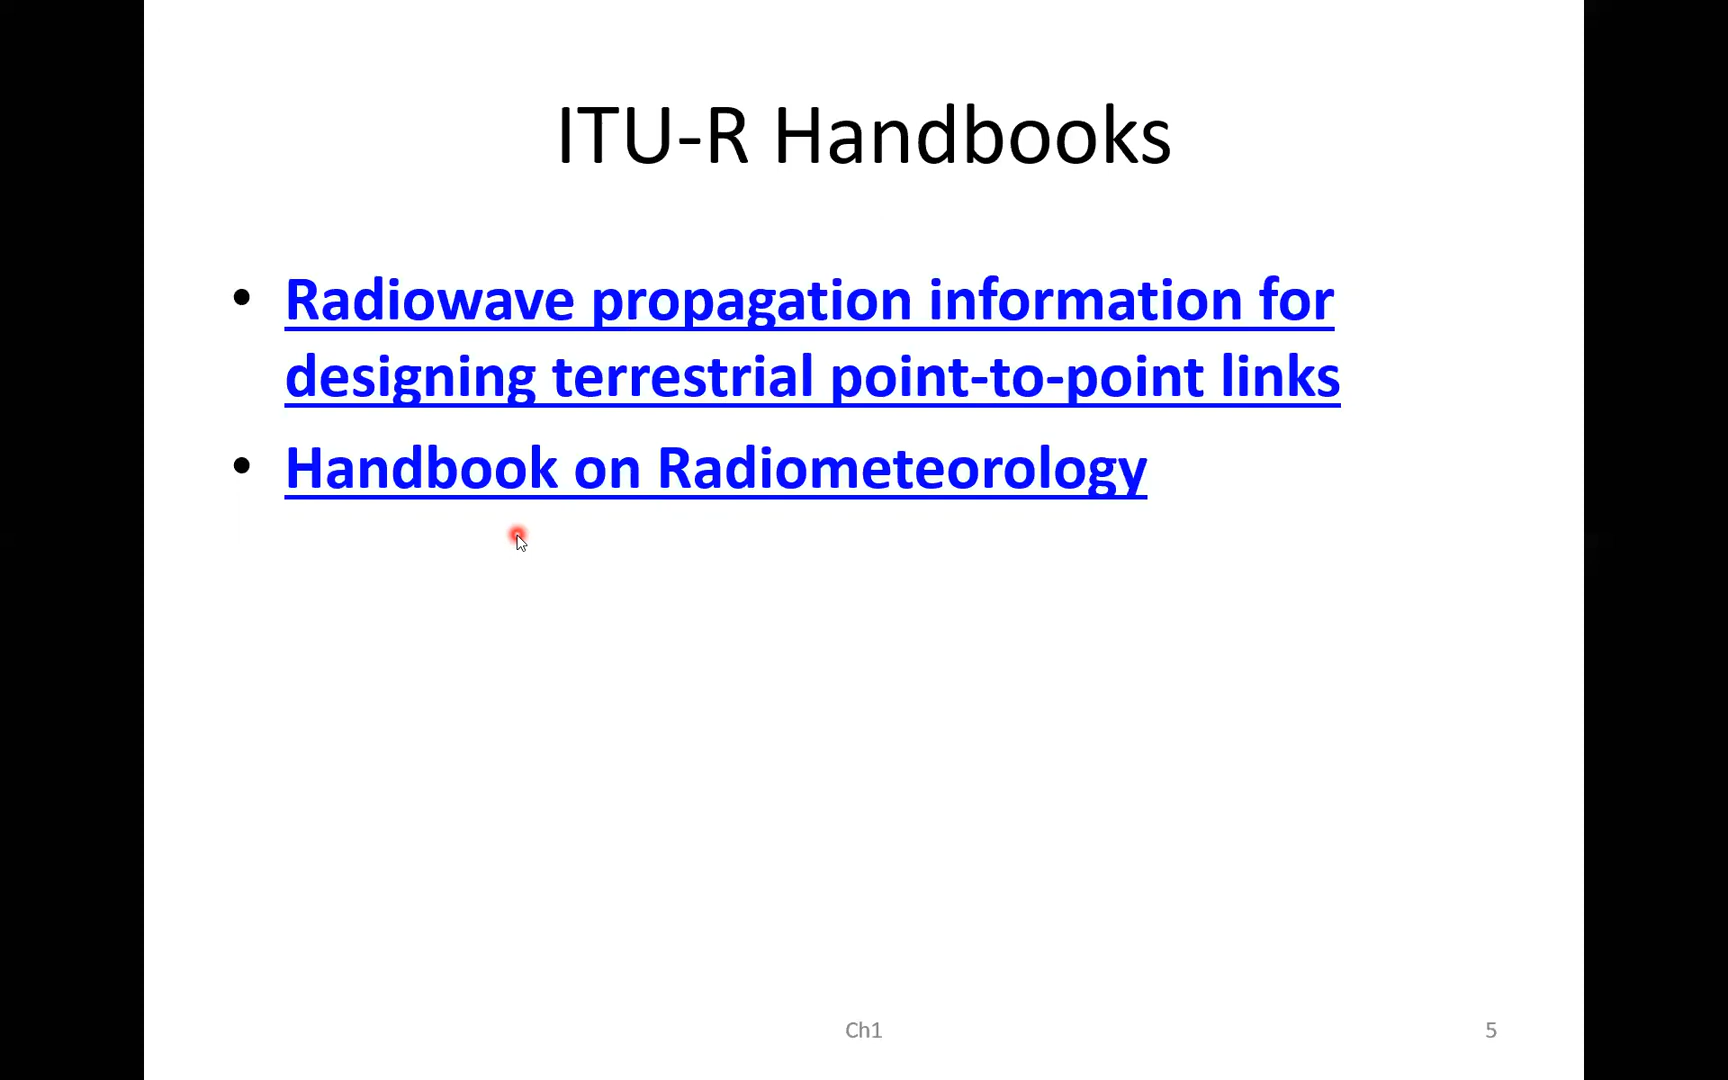 ITU-R Handbooks
• Radiowave propagation information for
designing terrestrial point-to-point links
• Handbook on Radiometeorology
Ch1
5